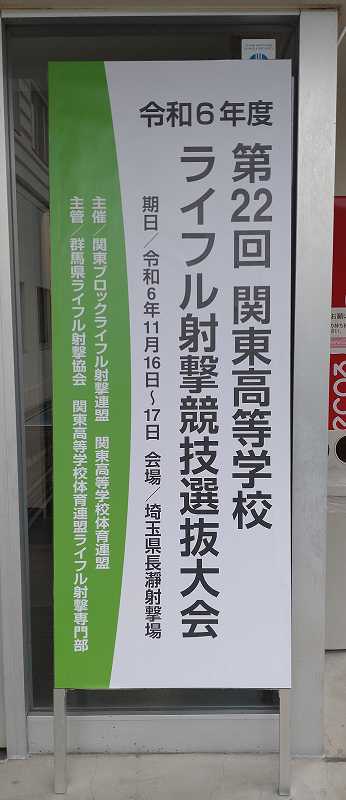 令和6年度
第22回 関東高等学校
ライフル射撃競技選抜大会
期日/令和6年11月16日~17日 会場/埼玉県長瀞射撃場
主催/関東ブロックライフル射撃連盟 関東高等学校体育連盟
主管/群馬県ライフル射撃協会 関東高等学校体育連盟ライフル射撃専門部